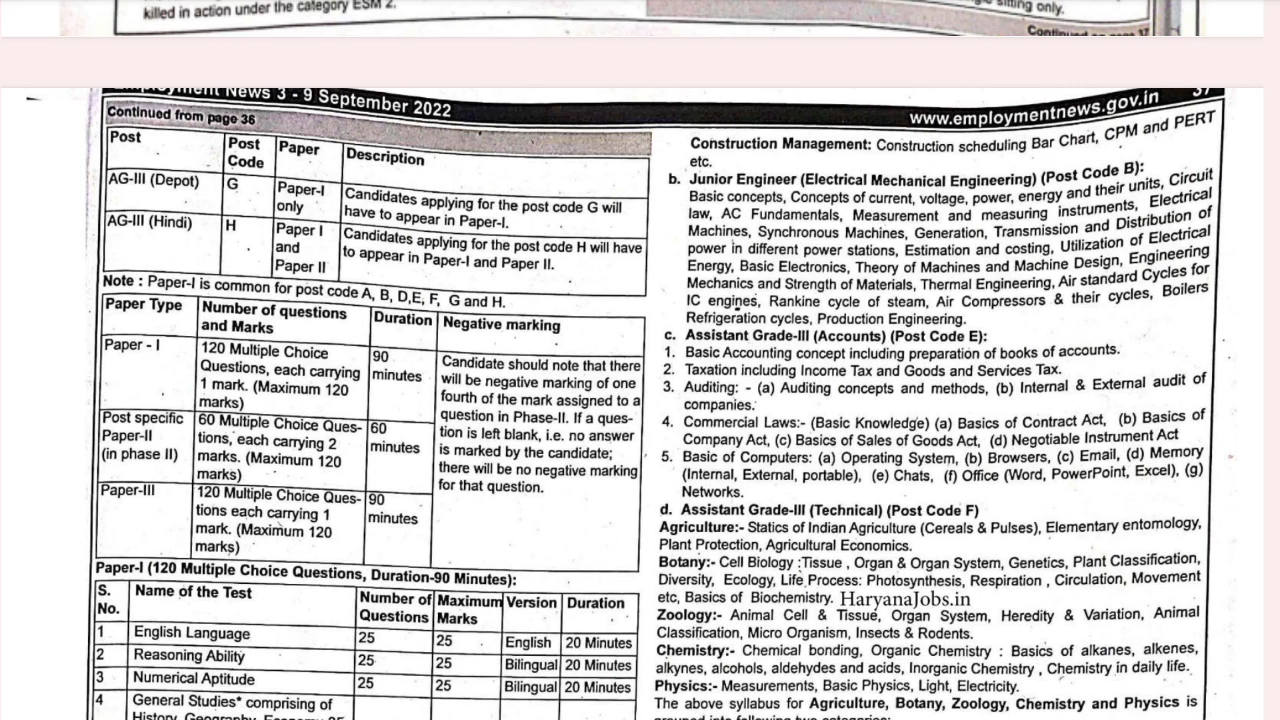 killed in action under the category ESM 2.
sitting only.
Continued on page 37
Employment News 3 - 9 September 2022
www.employmentnews.gov.in
37
Continued from page 36
Post
Post Code
Paper
Description
AG-III (Depot)
G
Paper-I only
Candidates applying for the post code G will
have to appear in Paper-I.
AG-III (Hindi)
H
Paper I
and
Paper II
Candidates applying for the post code H will have
to appear in Paper-I and Paper II.
Note : Paper-I is common for post code A, B, D,E, F, G and H.
Paper Type
Number of questions
and Marks
Duration
Negative marking
Paper - I
120 Multiple Choice
Questions, each carrying
1 mark. (Maximum 120
marks)
90
minutes
Candidate should note that there
will be negative marking of one
fourth of the mark assigned to a
question in Phase-II. If a ques-
tion is left blank, i.e. no answer
is marked by the candidate;
there will be no negative marking
for that question.
Post specific
Paper-II
(in phase II)
60 Multiple Choice Ques-
tions, each carrying 2
marks. (Maximum 120
marks)
60
minutes
Paper-III
120 Multiple Choice Ques-
tions each carrying 1
mark. (Maximum 120
marks)
90
minutes
Paper-I (120 Multiple Choice Questions, Duration-90 Minutes):
S.
No.
Name of the Test
Number of
Questions
Maximum
Marks
Version
Duration
1 English Language 25 25 English 20 Minutes
2 Reasoning Ability 25 25 Bilingual 20 Minutes
3 Numerical Aptitude 25 25 Bilingual 20 Minutes
4 General Studies* comprising of
History, Geography, Economy
Construction Management: Construction scheduling Bar Chart, CPM and PERT
etc.
b. Junior Engineer (Electrical Mechanical Engineering) (Post Code B):
Basic concepts, Concepts of current, voltage, power, energy and their units, Circuit
law, AC Fundamentals, Measurement and measuring instruments, Electrical
Machines, Synchronous Machines, Generation, Transmission and Distribution of
power in different power stations, Estimation and costing, Utilization of Electrical
Energy, Basic Electronics, Theory of Machines and Machine Design, Engineering
Mechanics and Strength of Materials, Thermal Engineering, Air standard Cycles for
IC engines, Rankine cycle of steam, Air Compressors & their cycles, Boilers
Refrigeration cycles, Production Engineering.
c. Assistant Grade-III (Accounts) (Post Code E):
1. Basic Accounting concept including preparation of books of accounts.
2. Taxation including Income Tax and Goods and Services Tax.
3. Auditing: - (a) Auditing concepts and methods, (b) Internal & External audit of
companies.
4. Commercial Laws:- (Basic Knowledge) (a) Basics of Contract Act, (b) Basics of
Company Act, (c) Basics of Sales of Goods Act, (d) Negotiable Instrument Act
5. Basic of Computers: (a) Operating System, (b) Browsers, (c) Email, (d) Memory
(Internal, External, portable), (e) Chats, (f) Office (Word, PowerPoint, Excel), (g)
Networks.
d. Assistant Grade-III (Technical) (Post Code F)
Agriculture:- Statics of Indian Agriculture (Cereals & Pulses), Elementary entomology,
Plant Protection, Agricultural Economics.
Botany:- Cell Biology :Tissue , Organ & Organ System, Genetics, Plant Classification,
Diversity, Ecology, Life Process: Photosynthesis, Respiration , Circulation, Movement
etc, Basics of Biochemistry. HaryanaJobs.in
Zoology:- Animal Cell & Tissue, Organ System, Heredity & Variation, Animal
Classification, Micro Organism, Insects & Rodents.
Chemistry:- Chemical bonding, Organic Chemistry : Basics of alkanes, alkenes,
alkynes, alcohols, aldehydes and acids, Inorganic Chemistry , Chemistry in daily life.
Physics:- Measurements, Basic Physics, Light, Electricity.
The above syllabus for Agriculture, Botany, Zoology, Chemistry and Physics is
grouped into following two categories: